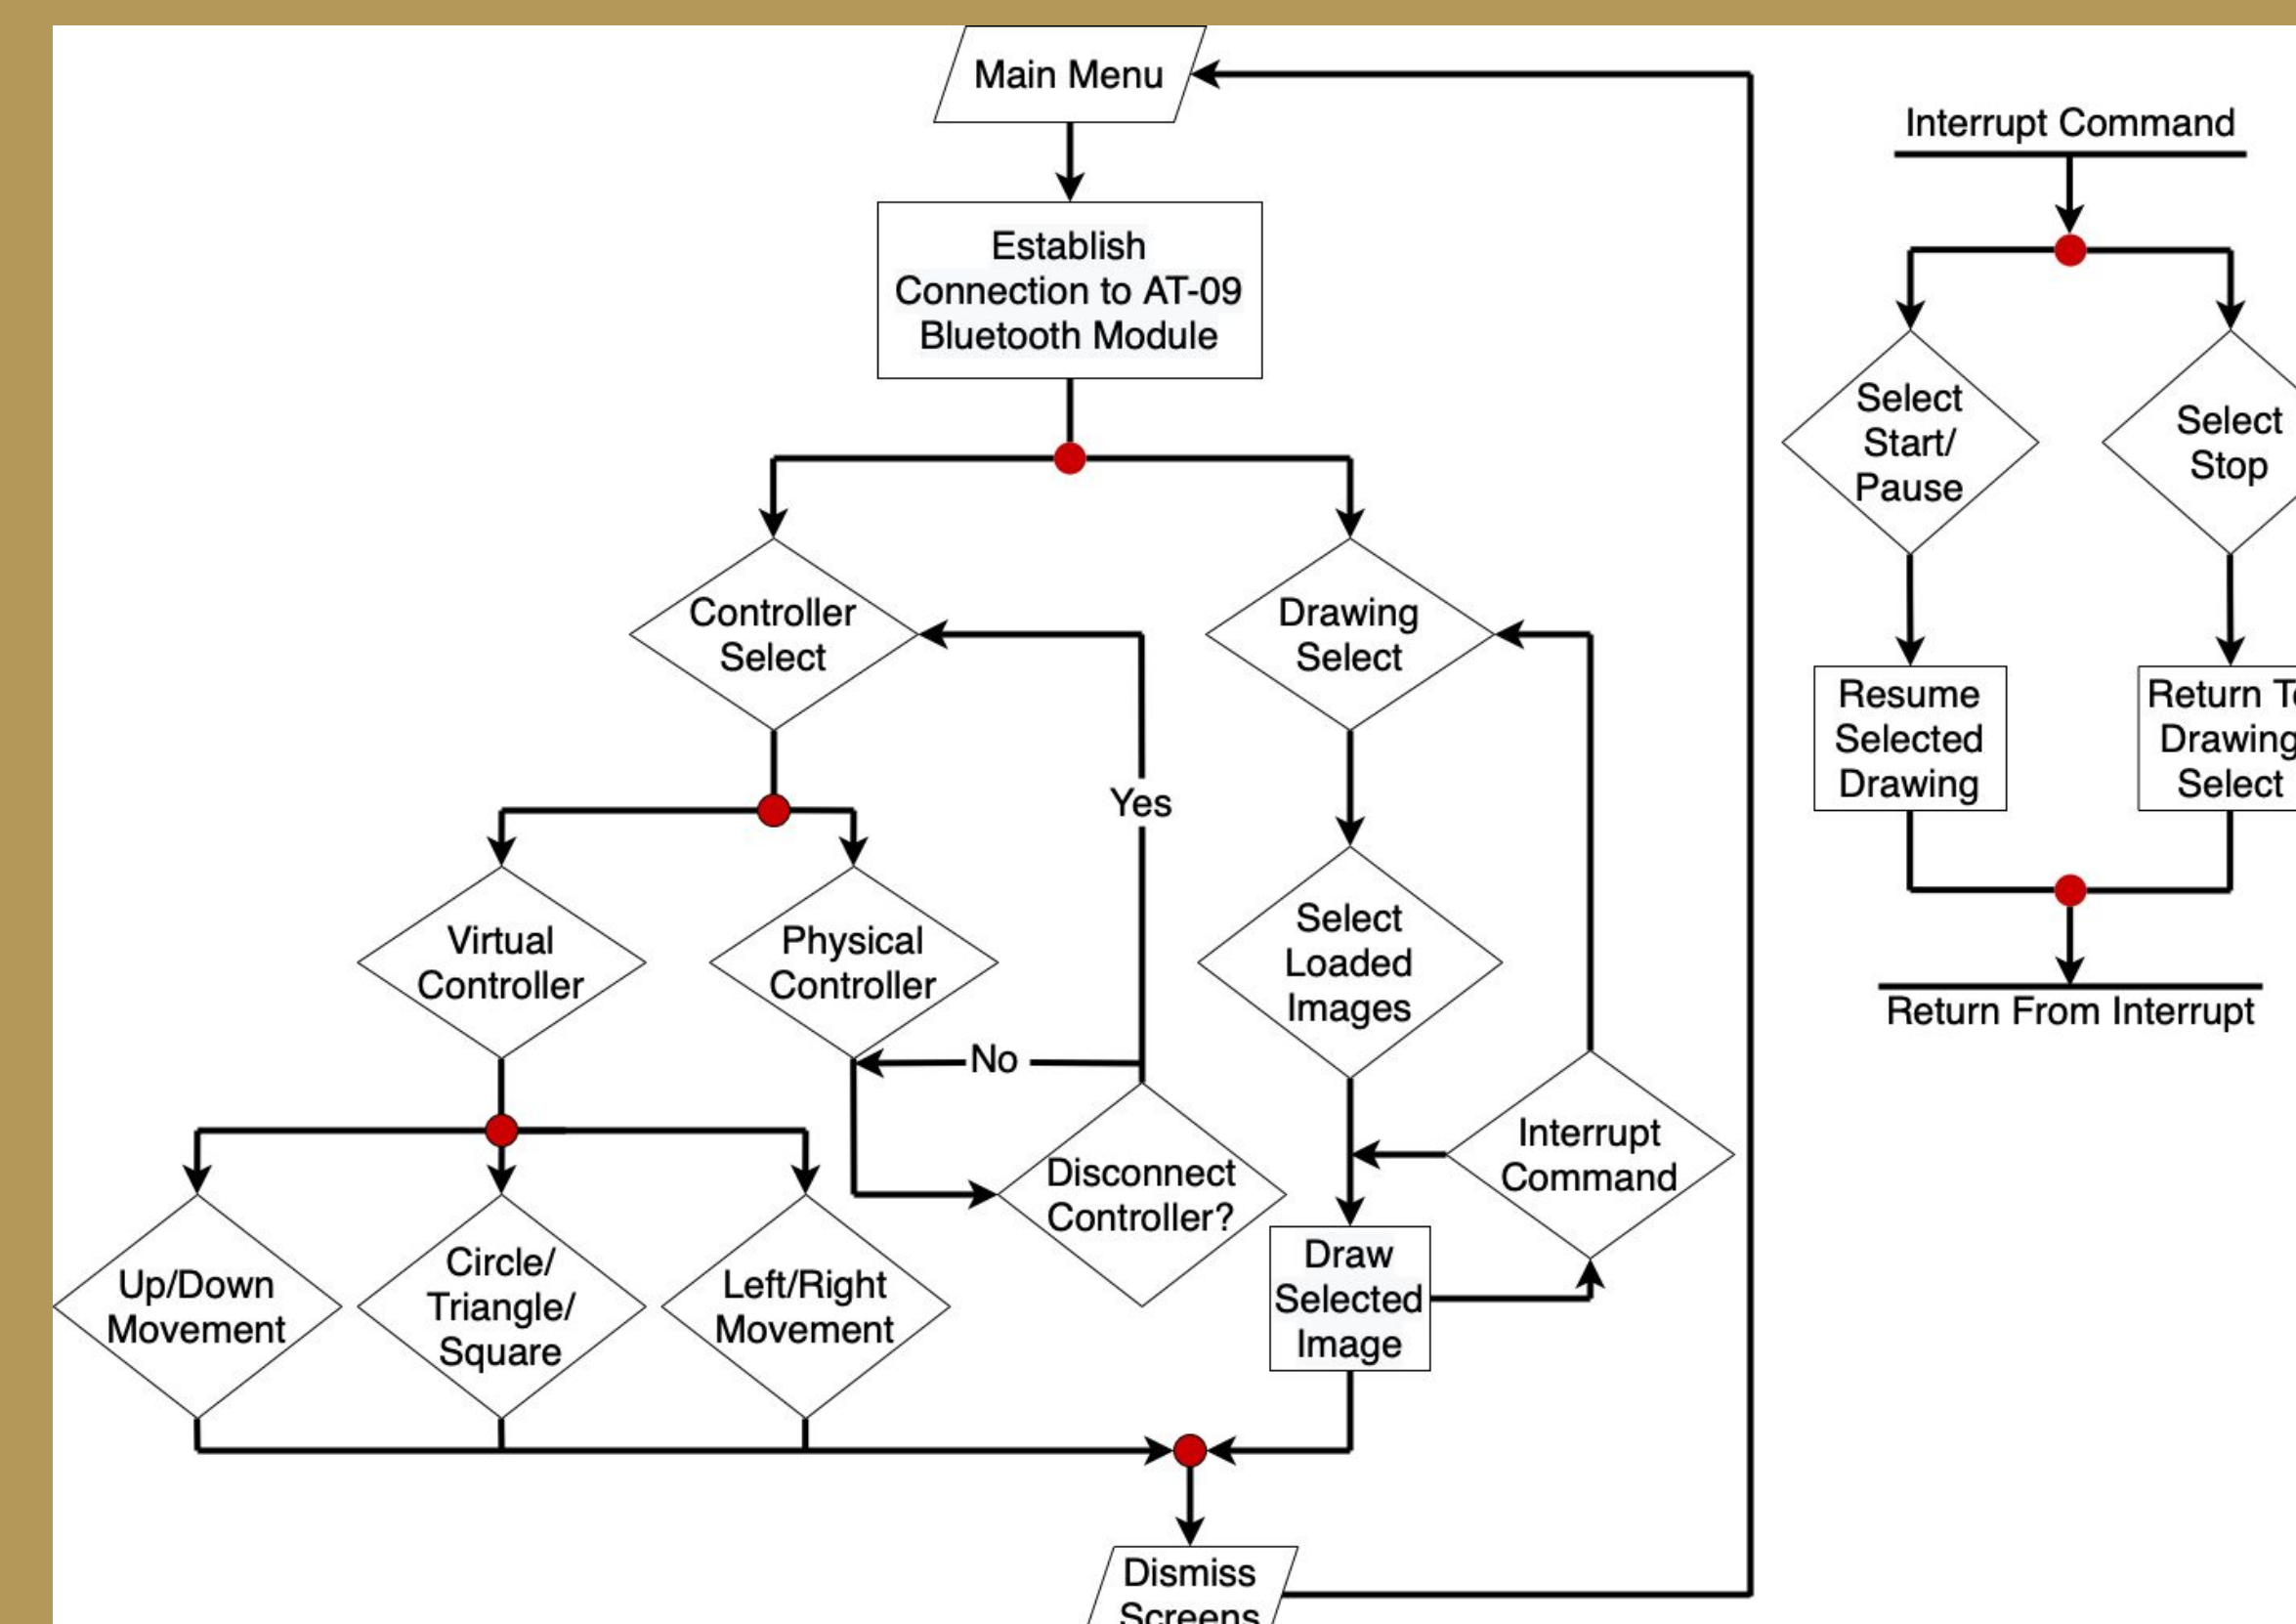 Main Menu
Establish
Connection to AT-09
Bluetooth Module
Controller
Select
Drawing
Select
Yes
Virtual
Controller
Physical
Controller
No
Select
Loaded
Images
Interrupt
Command
Disconnect
Controller?
Up/Down
Movement
Circle/
Triangle/
Square
Left/Right
Movement
Draw
Selected
Image
Dismiss
Screens
Interrupt Command
Select
Start/
Pause
Select
Stop
Resume
Selected
Drawing
Return
Drawing
Select
Return From Interrupt